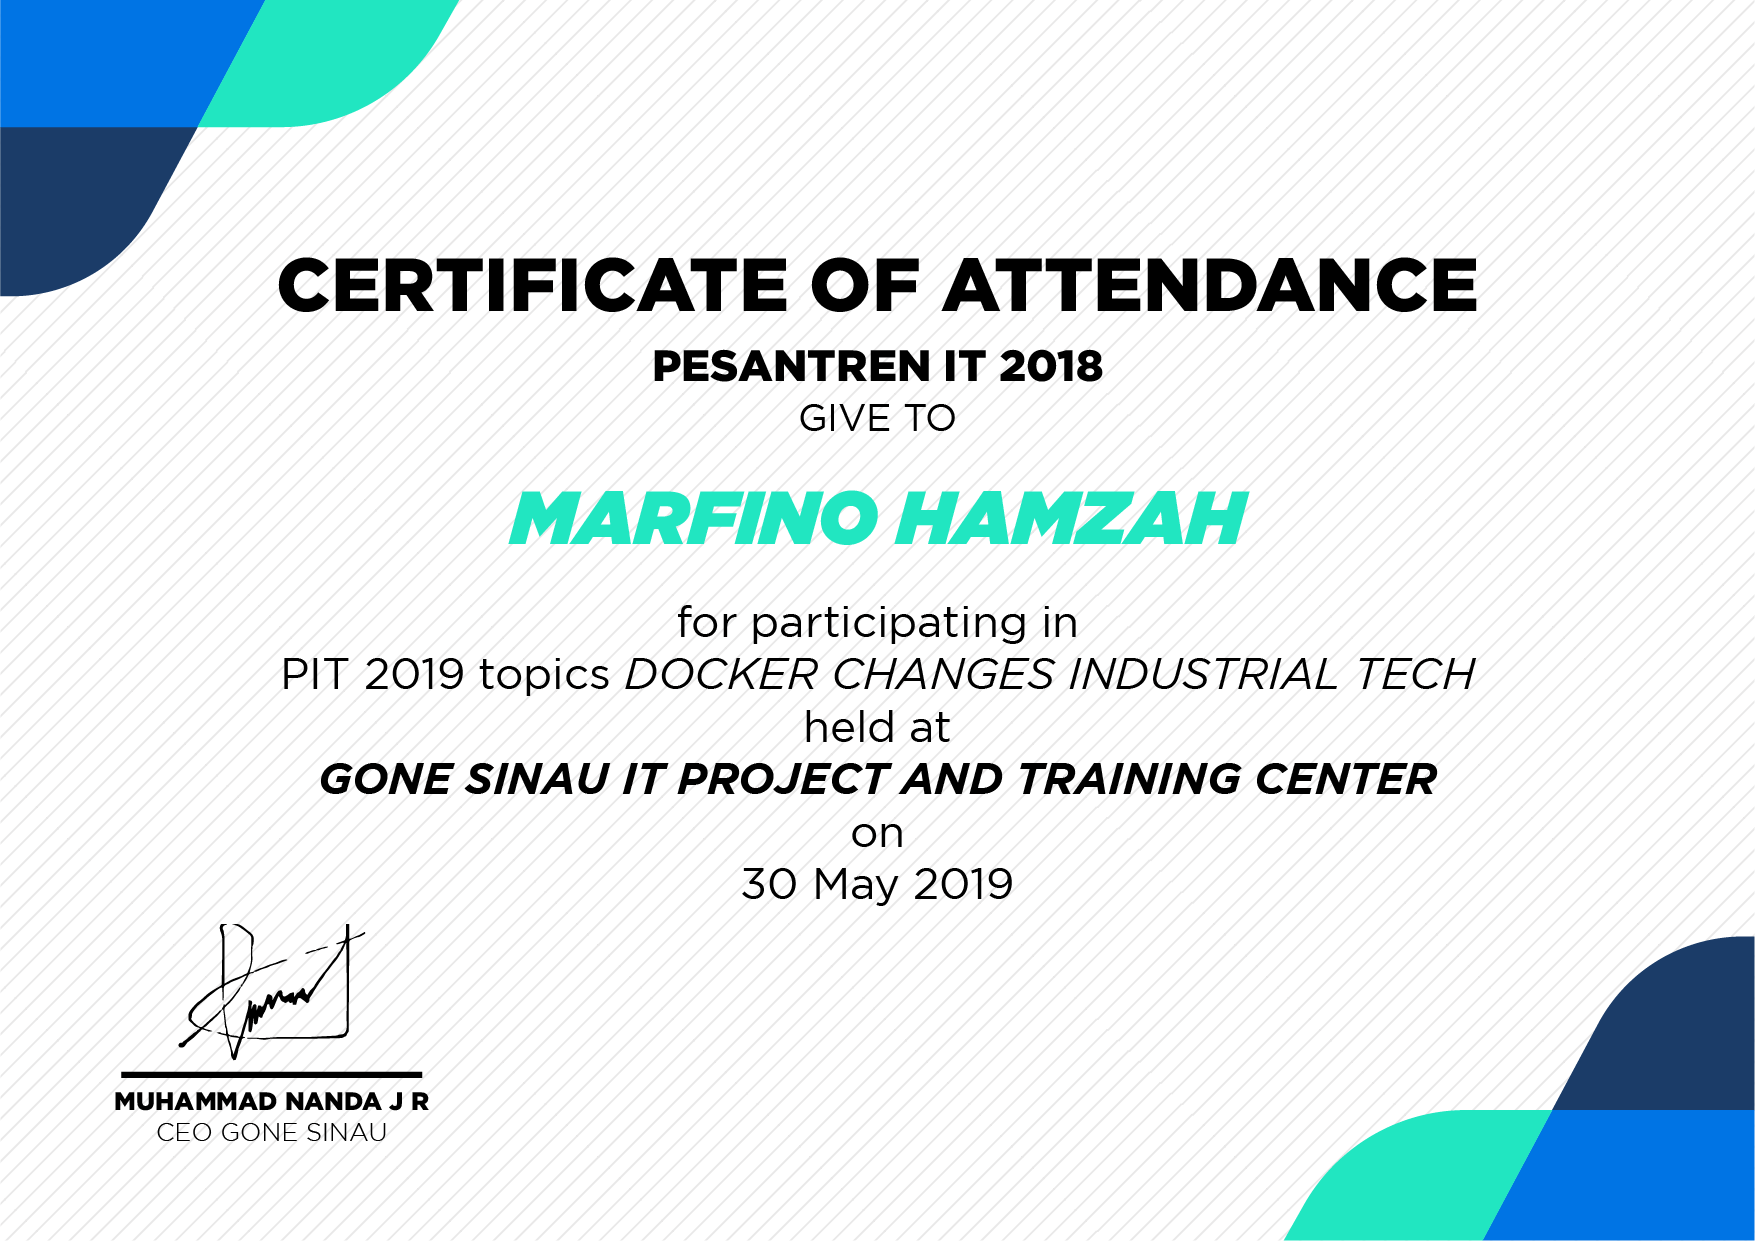 CERTIFICATE OF ATTENDANCE
PESANTREN IT 2018
GIVE TO
MARFINO HAMZAH
for participating in
PIT 2019 topics DOCKER CHANGES INDUSTRIAL TECH
held at
GONE SINAU IT PROJECT AND TRAINING CENTER
on
30 May 2019
MUHAMMAD NANDA J R
CEO GONE SINAU